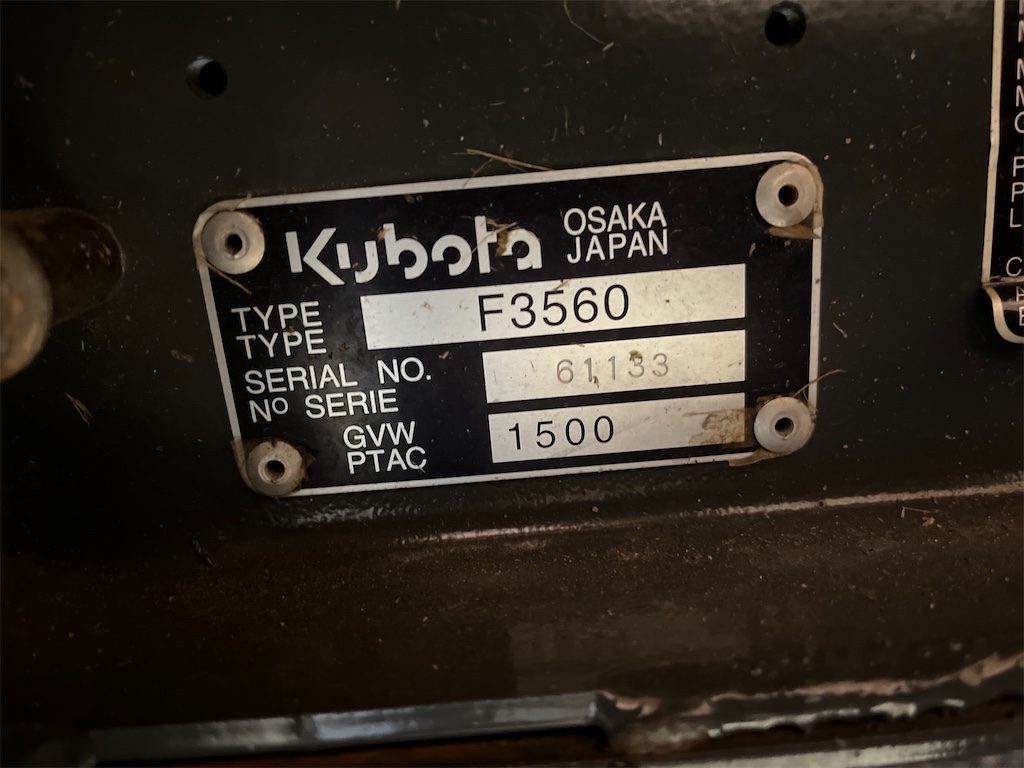 Kubota OSAKA
JAPAN
TYPE
TYPE
F3560
SERIAL NO.
Nº SERIE
61133
GVW
PTAC
1500